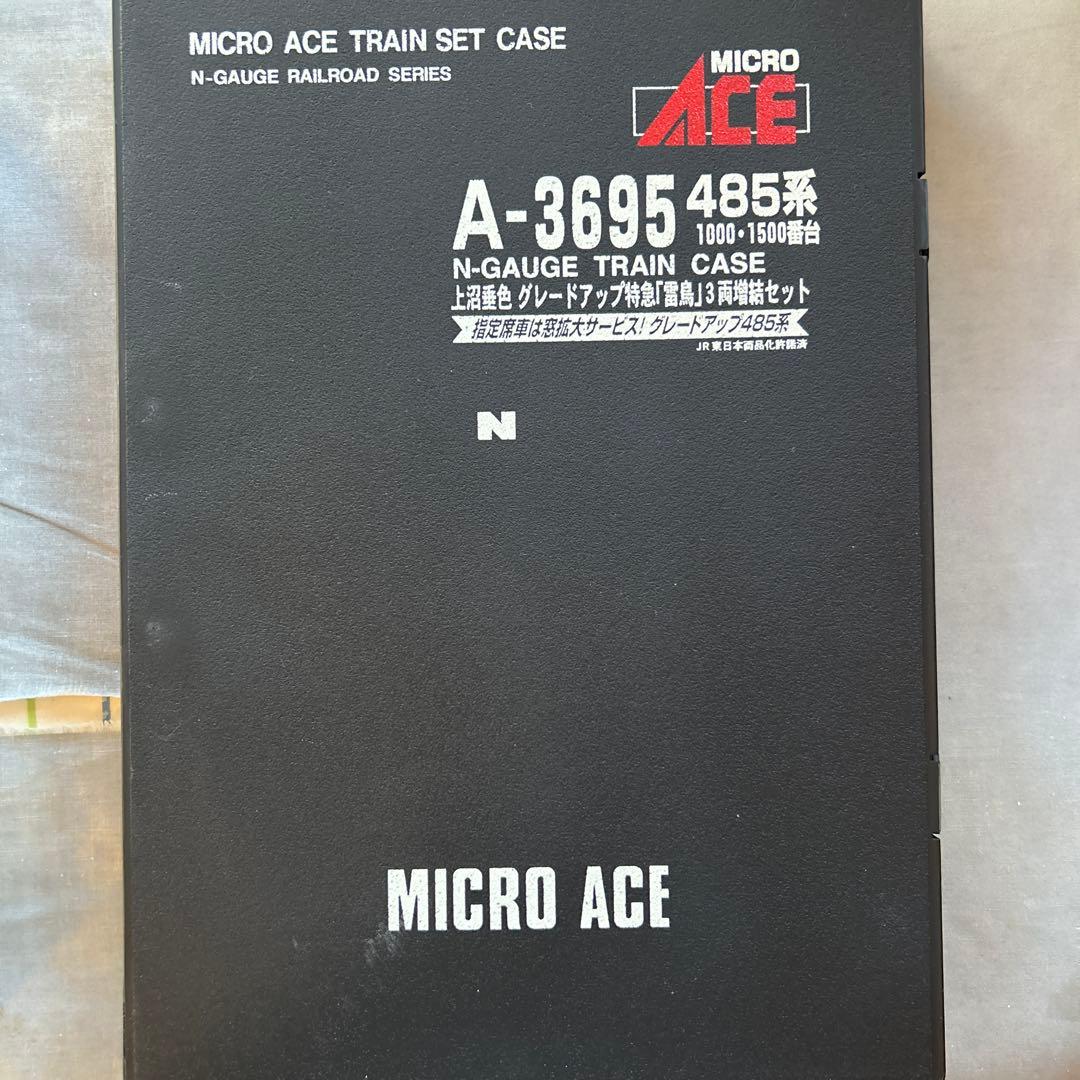 MICRO ACE TRAIN SET CASE
N-GAUGE RAILROAD SERIES
MICRO
ACE
A-3695 485系
1000・1500番台
N-GAUGE TRAIN CASE
上沼垂色 グレードアップ特急「雷鳥」3両増結セット
指定席車は窓拡大サービス! グレードアップ485系
JR東日本商品化許諾済
N
MICRO ACE